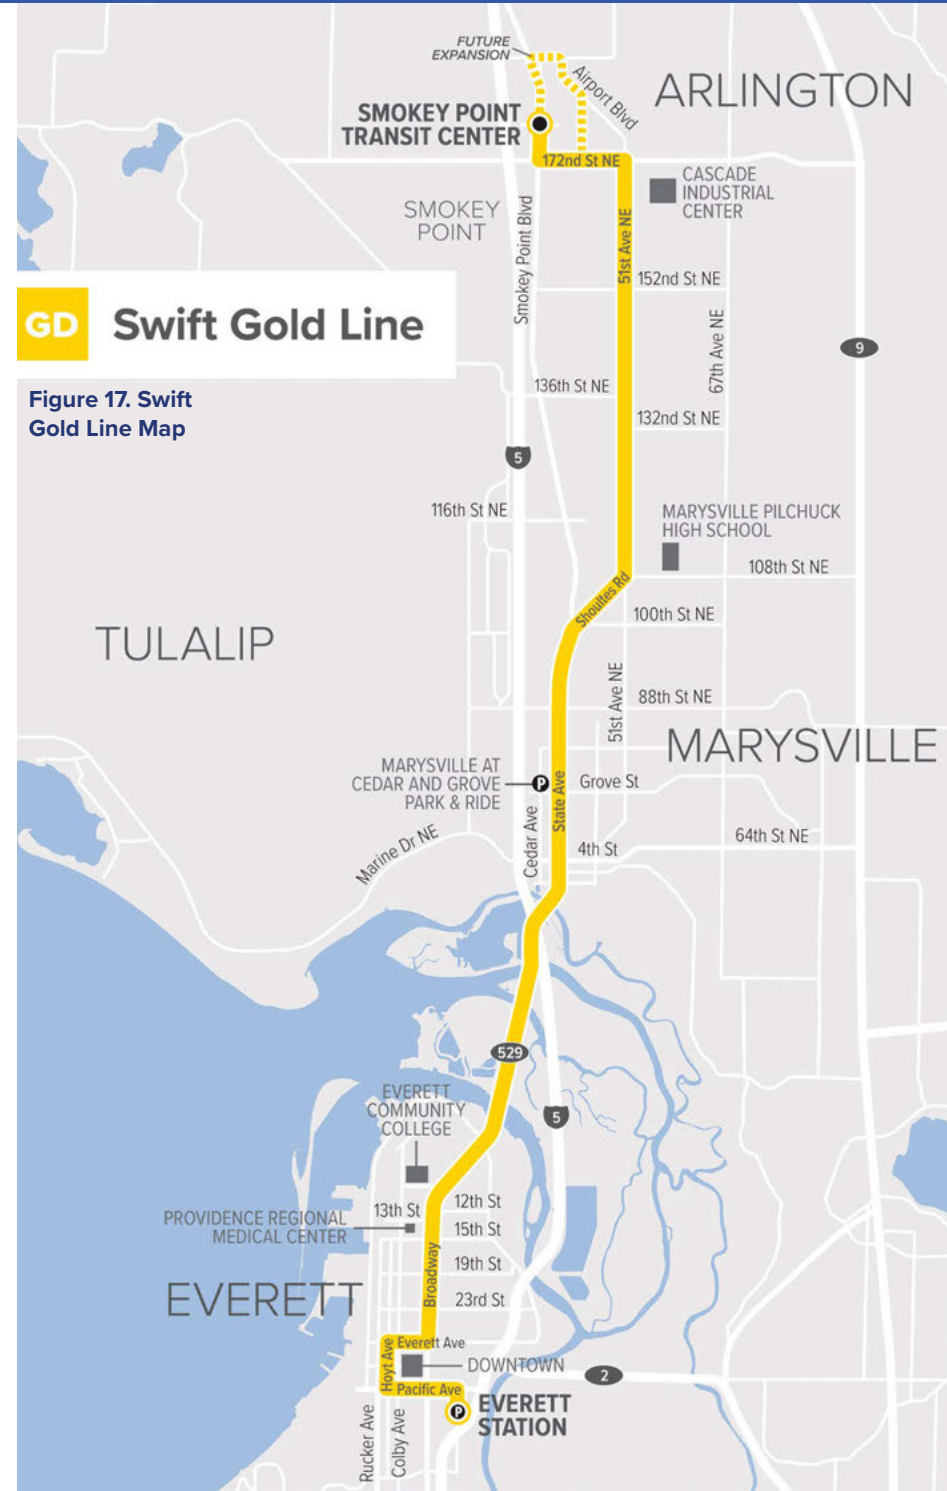 FUTURE
EXPANSION
Airport Blvd
ARLINGTON
SMOKEY POINT
TRANSIT CENTER
172nd St NE
CASCADE
INDUSTRIAL
CENTER
SMOKEY
POINT
Smokey Point Blvd
51st Ave NE
152nd St NE
GD
Swift Gold Line
67th Ave NE
9
136th St NE
Figure 17. Swift
Gold Line Map
132nd St NE
5
116th St NE
MARYSVILLE PILCHUCK
HIGH SCHOOL
108th St NE
Shoultes Rd
100th St NE
TULALIP
51st Ave NE
88th St NE
MARYSVILLE
MARYSVILLE AT
CEDAR AND GROVE
PARK & RIDE
P
Grove St
State Ave
Cedar Ave
Marine Dr NE
4th St
64th St NE
529
EVERETT
COMMUNITY
COLLEGE
5
12th St
13th St
PROVIDENCE REGIONAL
MEDICAL CENTER
15th St
19th St
Broadway
EVERETT
23rd St
Everett Ave
Hoyt Ave
DOWNTOWN
2
Pacific Ave
P
EVERETT
STATION
Rucker Ave
Colby Ave